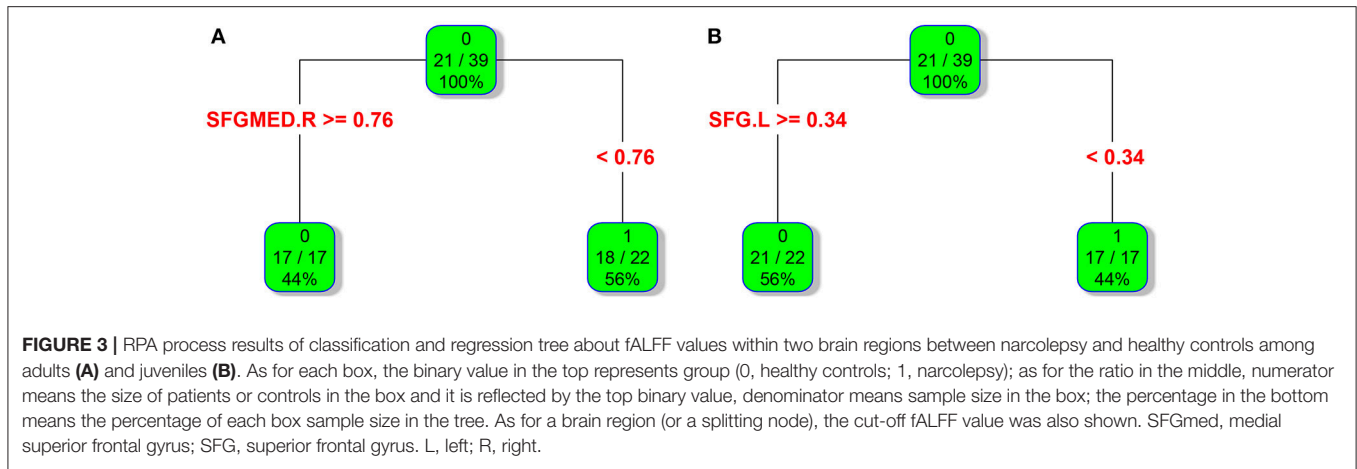 A
0
21 / 39
100%
SFGMED.R >= 0.76
< 0.76
0
17 / 17
44%
1
18 / 22
56%
B
0
21 / 39
100%
SFG.L >= 0.34
< 0.34
0
21 / 22
56%
1
17 / 17
44%
FIGURE 3 | RPA process results of classification and regression tree about fALFF values within two brain regions between narcolepsy and healthy controls among
adults (A) and juveniles (B). As for each box, the binary value in the top represents group (0, healthy controls; 1, narcolepsy); as for the ratio in the middle, numerator
means the size of patients or controls in the box and it is reflected by the top binary value, denominator means sample size in the box; the percentage in the bottom
means the percentage of each box sample size in the tree. As for a brain region (or a splitting node), the cut-off fALFF value was also shown. SFGmed, medial
superior frontal gyrus; SFG, superior frontal gyrus. L, left; R, right.